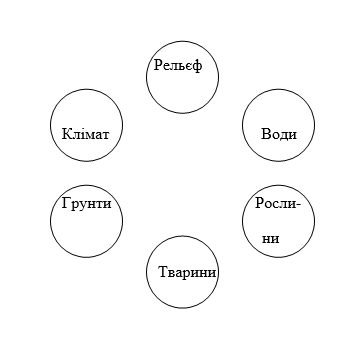 Рельєф
Клімат
Води
Грунти
Росли-
ни
Тварини